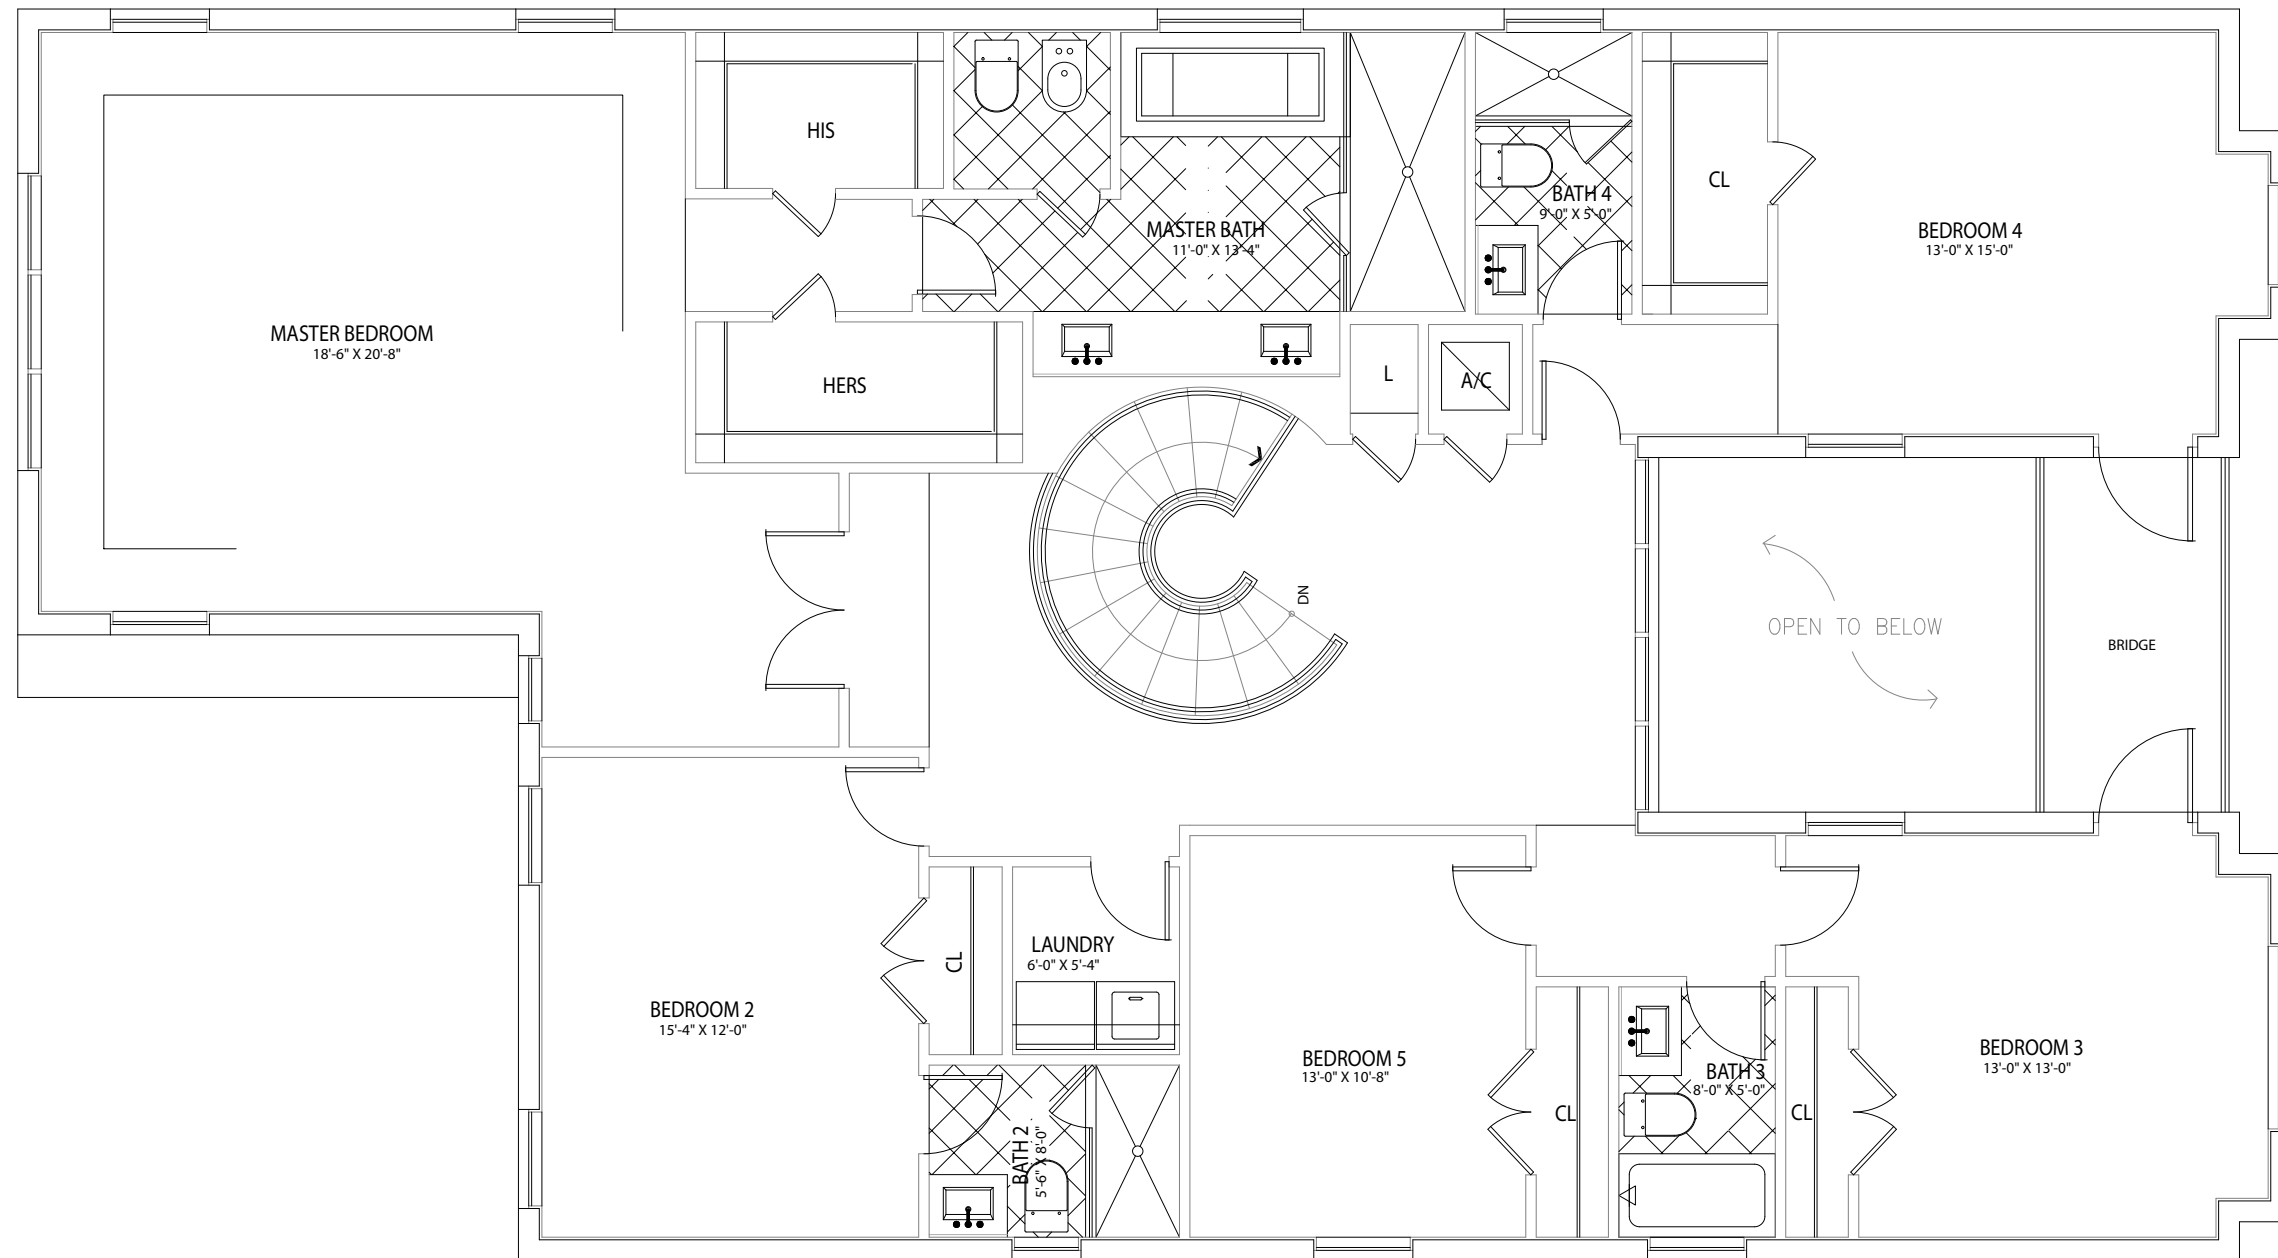 HIS
CL
BATH 4
9'-0" X 5'-0"
MASTER BATH
11'-0" X 13'-4"
BEDROOM 4
13'-0" X 15'-0"
MASTER BEDROOM
18'-6" X 20'-8"
HERS
L
A/C
DN
OPEN TO BELOW
BRIDGE
LAUNDRY
6'-0" X 5'-4"
CL
BEDROOM 2
15'-4" X 12'-0"
BEDROOM 5
13'-0" X 10'-8"
BEDROOM 3
13'-0" X 13'-0"
BATH 3
8'-0" X 5'-0"
CL
CL
BATH 2
5'-6" X 8'-0"